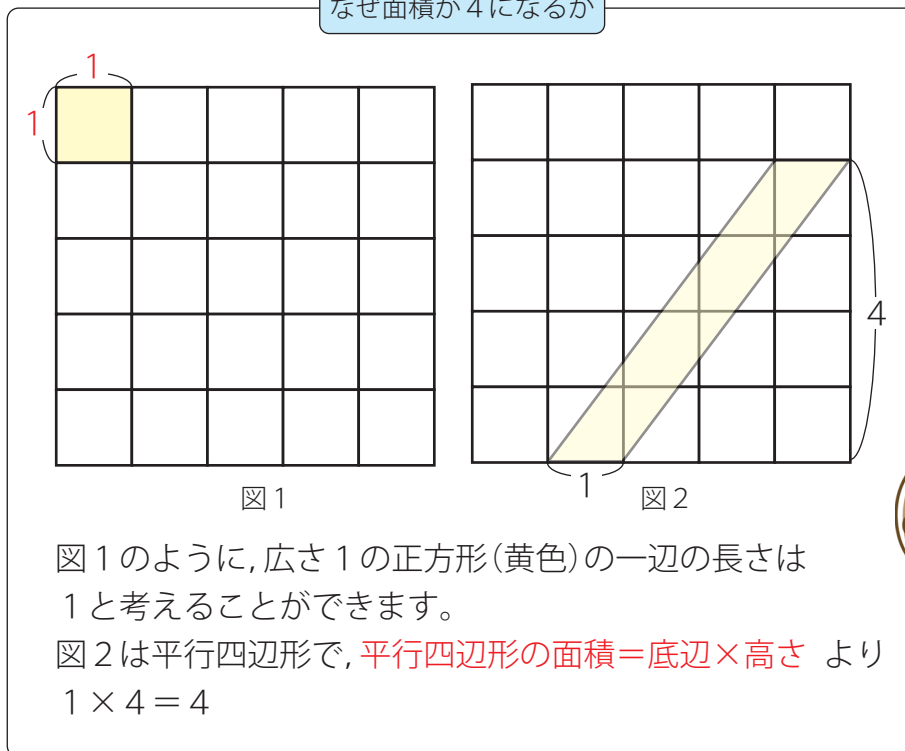 なぜ面積が４になるか
1
1
4
1
図１
図２
図１のように,広さ１の正方形(黄色)の一辺の長さは
１と考えることができます。
図２は平行四辺形で,平行四辺形の面積＝底辺×高さ より
１×４＝４